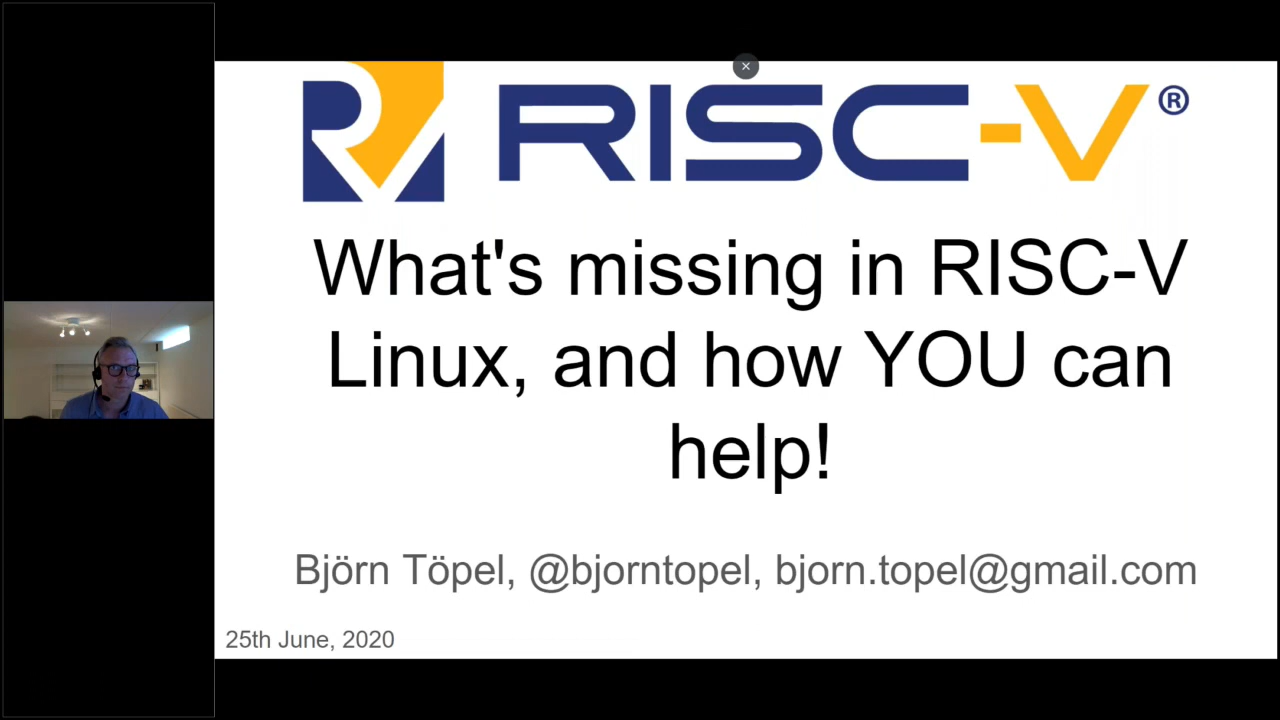 RISC-V®
What's missing in RISC-V
Linux, and how YOU can
help!
Björn Töpel, @bjorntopel, bjorn.topel@gmail.com
25th June, 2020